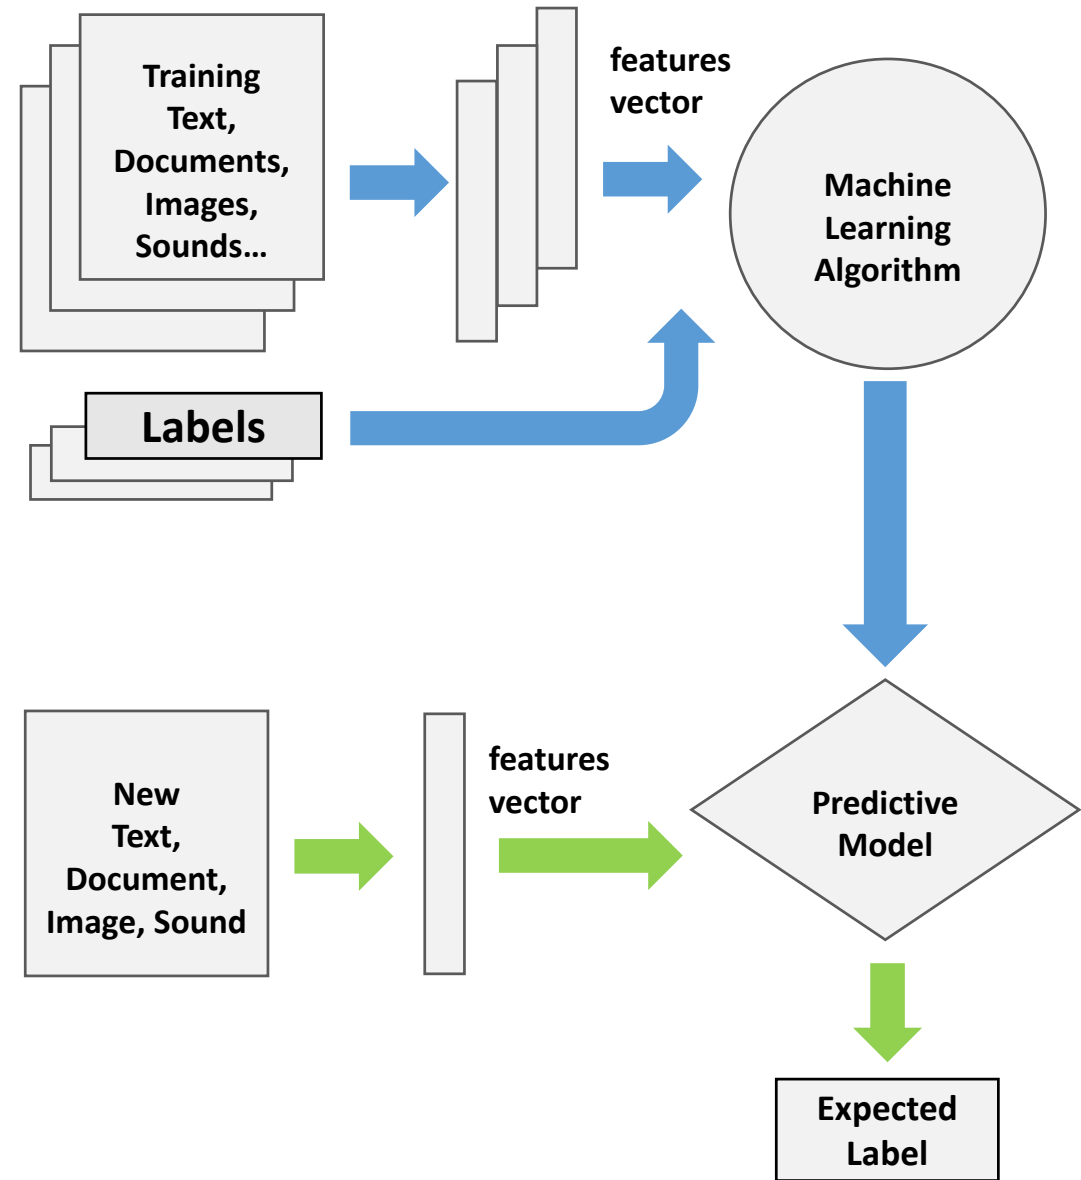 Training
Text,
Documents,
Images,
Sounds…
features
vector
Machine
Learning
Algorithm
Labels
New
Text,
Document,
Image, Sound
features
vector
Predictive
Model
Expected
Label